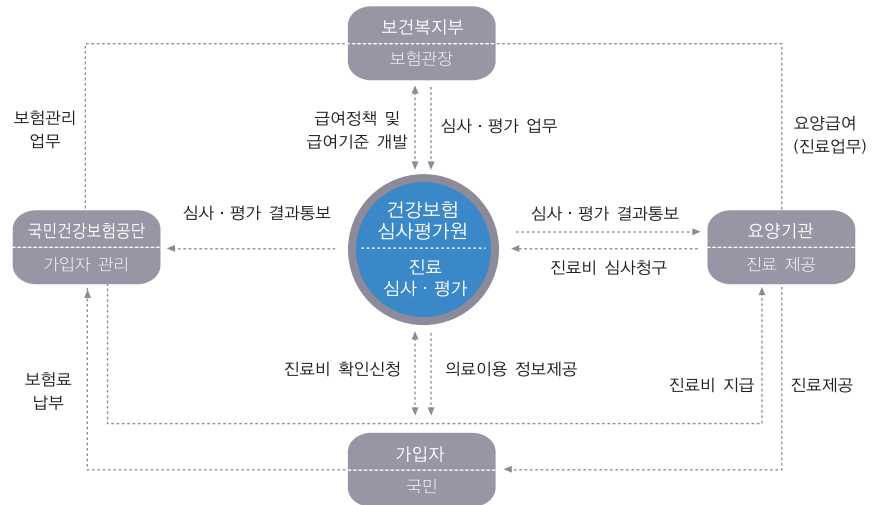 보건복지부
보험관장
보험관리
업무
급여정책 및
급여기준 개발
심사 · 평가 업무
요양급여
(진료업무)
국민건강보험공단
가입자 관리
심사 · 평가 결과통보
건강보험
심사평가원
진료
심사 · 평가
심사 · 평가 결과통보
진료비 심사청구
요양기관
진료 제공
보험료
납부
진료비 확인신청
의료이용 정보제공
진료비 지급
진료제공
가입자
국민